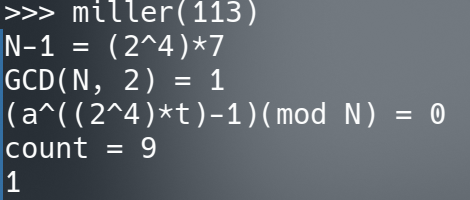 >>> miller(113)
N-1 = (2^4)*7
GCD(N, 2) = 1
(a^((2^4)*t)-1)(mod N) = 0
count = 9
1